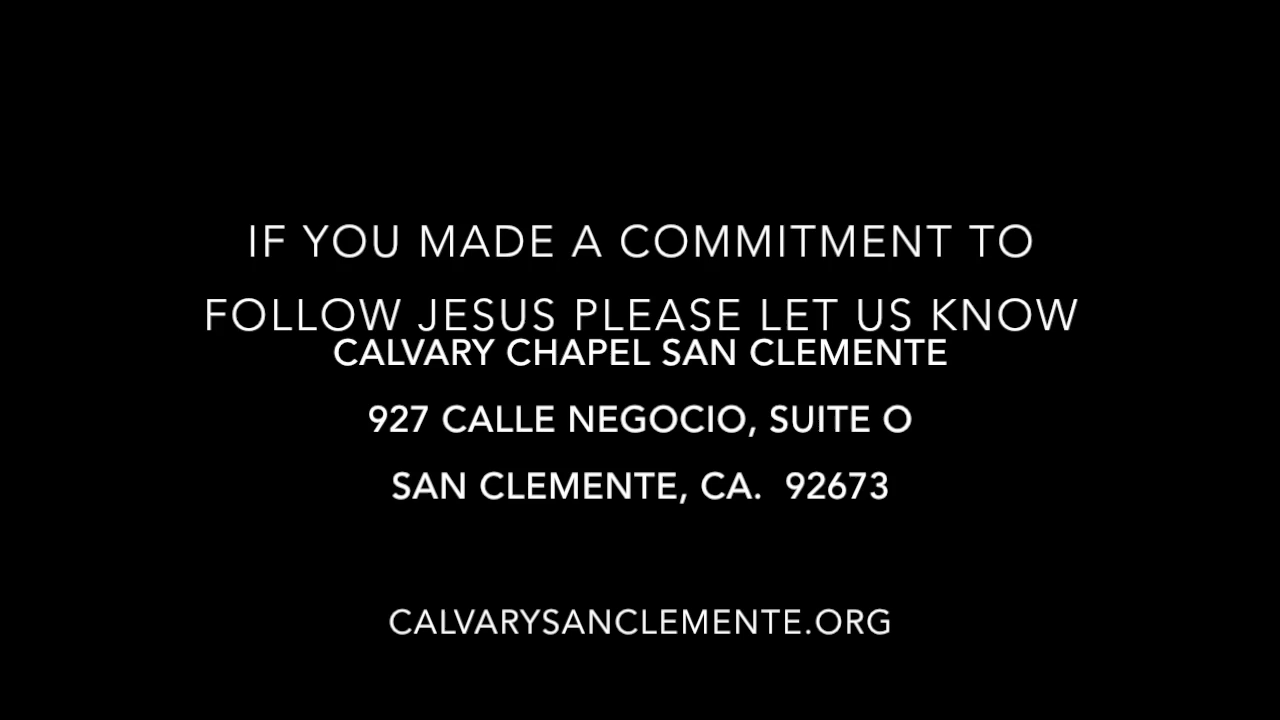 IF YOU MADE A COMMITMENT TO
FOLLOW JESUS PLEASE LET US KNOW
CALVARY CHAPEL SAN CLEMENTE
927 CALLE NEGOCIO, SUITE O
SAN CLEMENTE, CA.  92673
CALVARYSANCLEMENTE.ORG